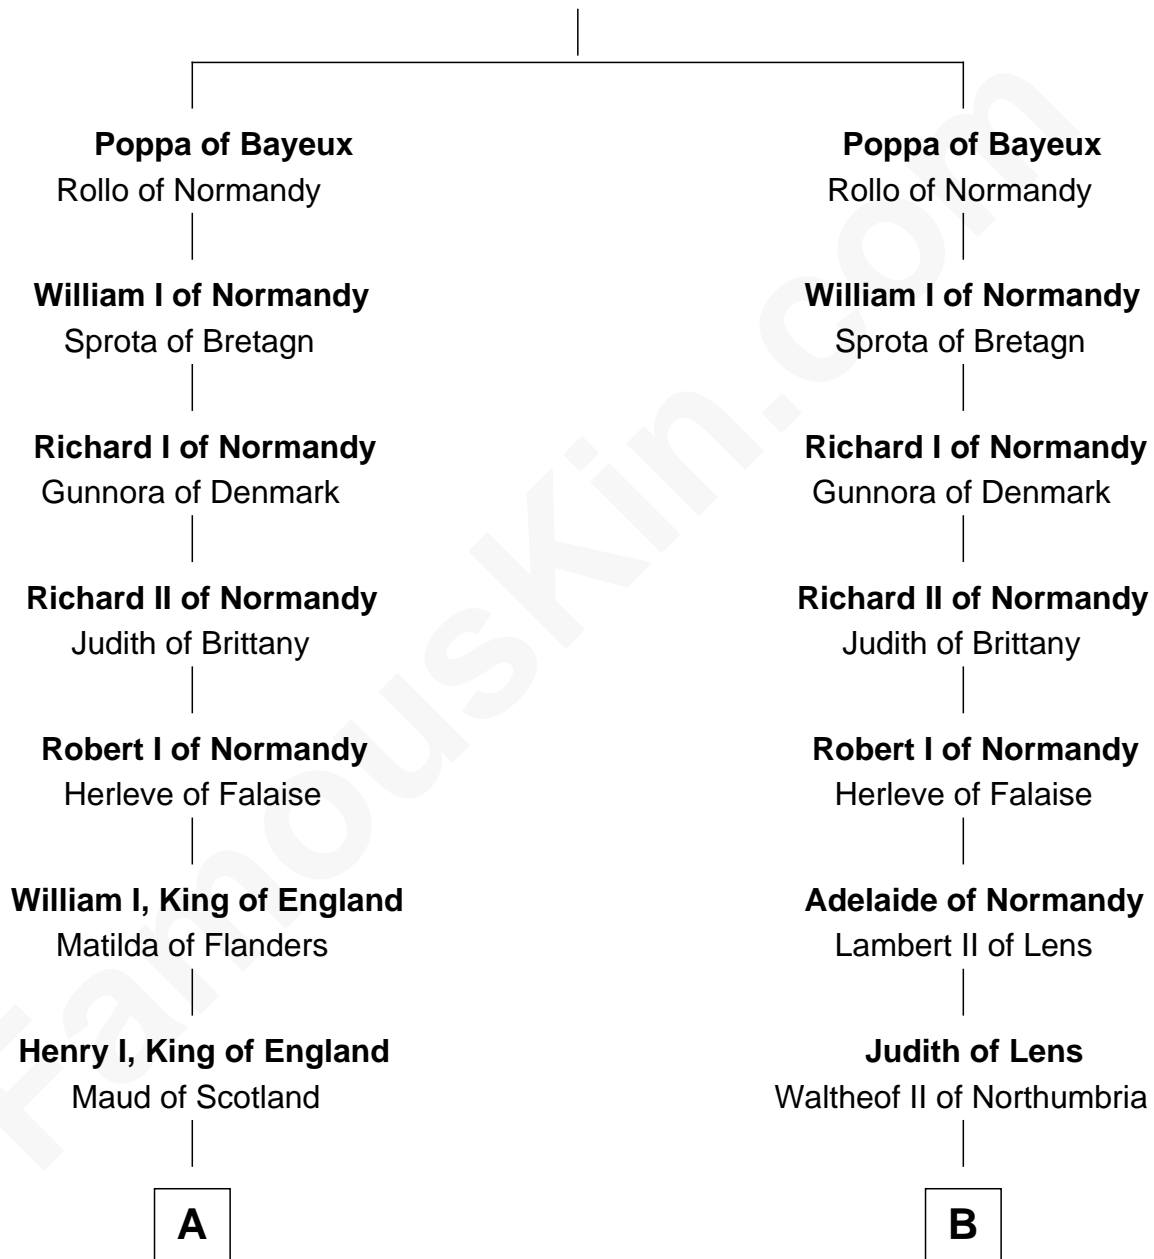 Poppa of Bayeux
Rollo of Normandy
William I of Normandy
Sprota of Bretagn
Richard I of Normandy
Gunnora of Denmark
Richard II of Normandy
Judith of Brittany
Robert I of Normandy
Herleve of Falaise
William I, King of England
Matilda of Flanders
Henry I, King of England
Maud of Scotland
A
Poppa of Bayeux
Rollo of Normandy
William I of Normandy
Sprota of Bretagn
Richard I of Normandy
Gunnora of Denmark
Richard II of Normandy
Judith of Brittany
Robert I of Normandy
Herleve of Falaise
Adelaide of Normandy
Lambert II of Lens
Judith of Lens
Waltheof II of Northumbria
B
FamousKin.com